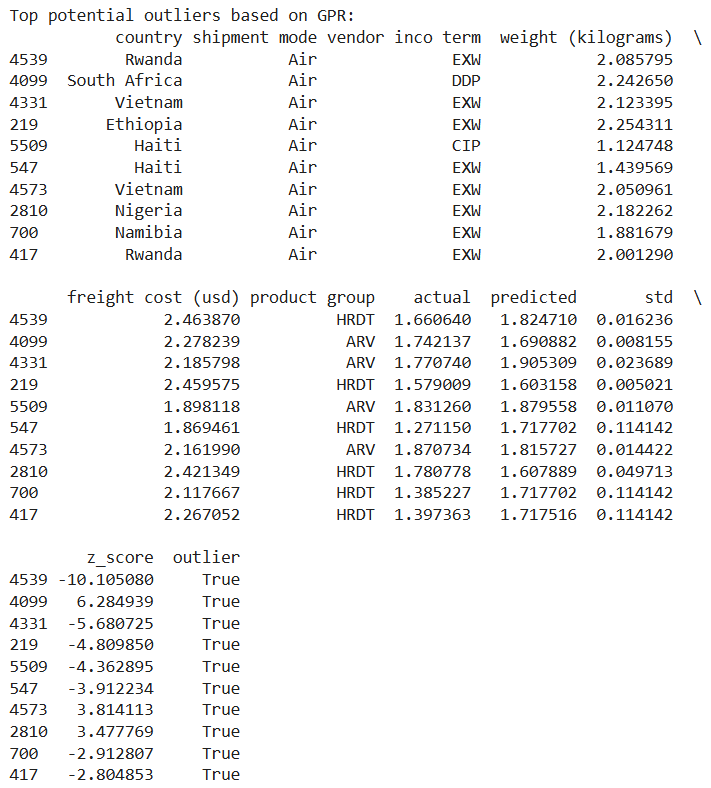 Top potential outliers based on GPR:
country shipment mode vendor inco term weight (kilograms) \
4539 Rwanda Air EXW 2.085795
4099 South Africa Air DDP 2.242650
4331 Vietnam Air EXW 2.123395
219 Ethiopia Air EXW 2.254311
5509 Haiti Air CIP 1.124748
547 Haiti Air EXW 1.439569
4573 Vietnam Air EXW 2.050961
2810 Nigeria Air EXW 2.182262
700 Namibia Air EXW 1.881679
417 Rwanda Air EXW 2.001290
freight cost (usd) product group actual predicted std \
4539 2.463870 HRDT 1.660640 1.824710 0.016236
4099 2.278239 ARV 1.742137 1.690882 0.008155
4331 2.185798 ARV 1.770740 1.905309 0.023689
219 2.459575 HRDT 1.579009 1.603158 0.005021
5509 1.898118 ARV 1.831260 1.879558 0.011070
547 1.869461 HRDT 1.271150 1.717702 0.114142
4573 2.161990 ARV 1.870734 1.815727 0.014422
2810 2.421349 HRDT 1.780778 1.607889 0.049713
700 2.117667 HRDT 1.385227 1.717702 0.114142
417 2.267052 HRDT 1.397363 1.717516 0.114142
z_score outlier
4539 -10.105080 True
4099 6.284939 True
4331 -5.680725 True
219 -4.809850 True
5509 -4.362895 True
547 -3.912234 True
4573 3.814113 True
2810 3.477769 True
700 -2.912807 True
417 -2.804853 True